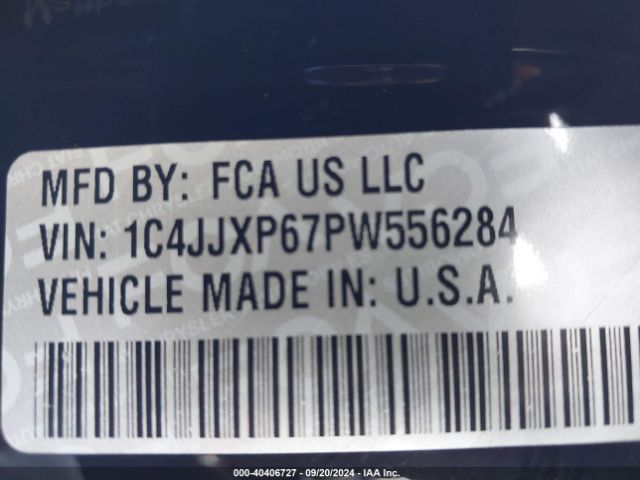 MFD BY: FCA US LLC
VIN: 1C4JJXP67PW556284
VEHICLE MADE IN: U.S.A.
000-40406727 - 09/20/2024 - IAA Inc.